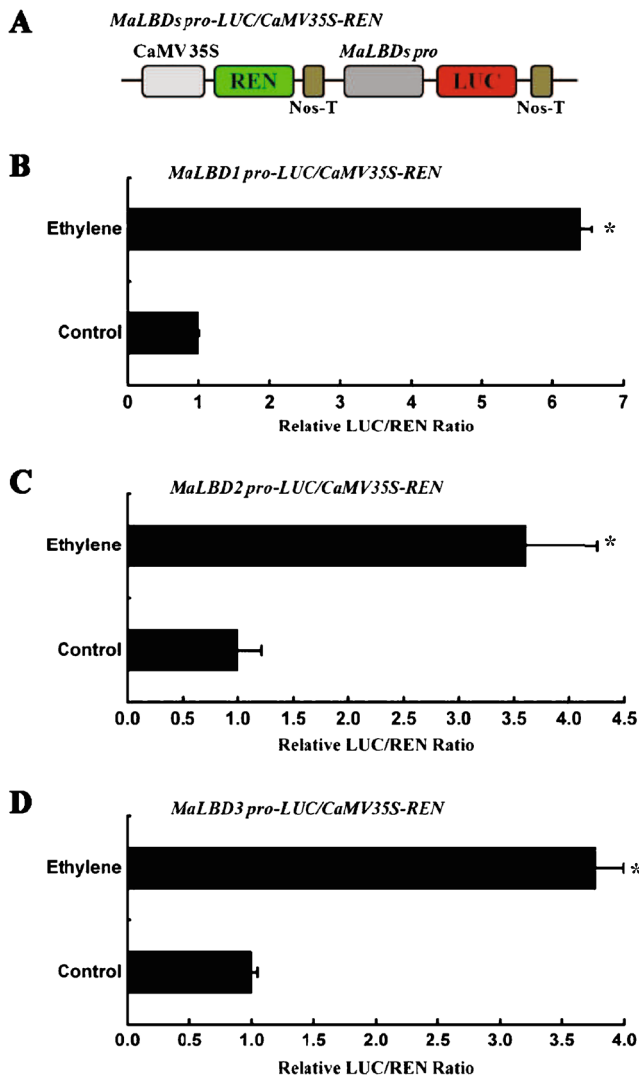 A
MaLBDs pro-LUC/CaMV35S-REN
CaMV 35S
MaLBDs pro
REN
LUC
Nos-T
Nos-T
B
MaLBD1 pro-LUC/CaMV35S-REN
Ethylene
*
Control
0 1 2 3 4 5 6 7
Relative LUC/REN Ratio
C
MaLBD2 pro-LUC/CaMV35S-REN
Ethylene
*
Control
0.0 0.5 1.0 1.5 2.0 2.5 3.0 3.5 4.0 4.5
Relative LUC/REN Ratio
D
MaLBD3 pro-LUC/CaMV35S-REN
Ethylene
*
Control
0.0 0.5 1.0 1.5 2.0 2.5 3.0 3.5 4.0
Relative LUC/REN Ratio